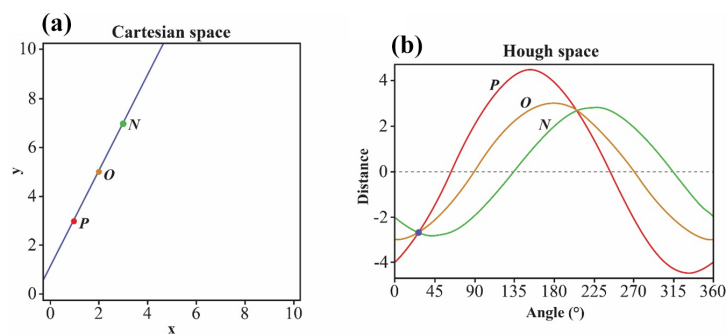 (a)
Cartesian space
10
8
6
4
2
0
y
N
O
P
0 2 4 6 8 10
x
(b)
Hough space
4
2
0
-2
-4
Distance
P
O
N
0 45 90 135 180 225 270 315 360
Angle (°)